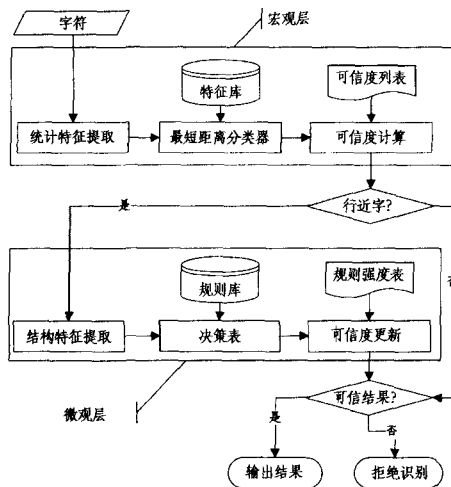 字符
宏观层
特征库
可信度列表
统计特征提取
最短距离分类器
可信度计算
是
行近字?
否
规则库
规则强度表
结构特征提取
决策表
可信度更新
微观层
可信结果?
是
否
输出结果
拒绝识别